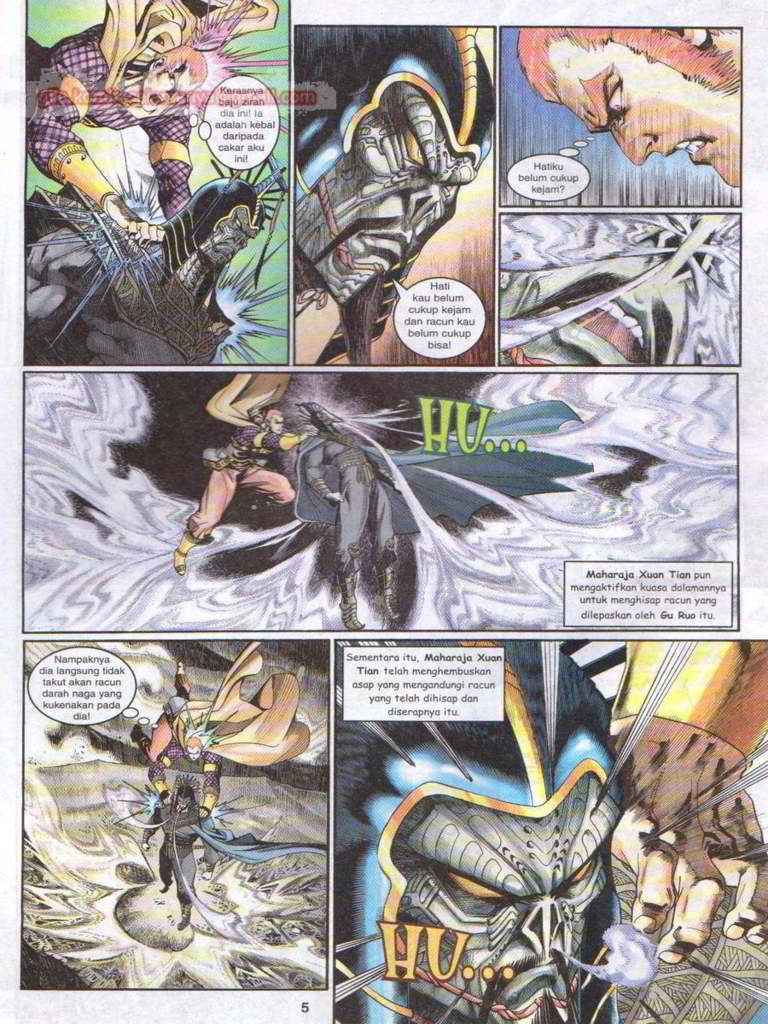 Kerasnya
baju zirah
dia ini! Ia
adalah kebal
daripada
cakar aku
ini!
Hati
kau belum
cukup kejam
dan racun kau
belum cukup
bisa!
Hatiku
belum cukup
kejam?
HU...
Maharaja Xuan Tian pun
mengaktifkan kuasa dalamannya
untuk menghisap racun yang
dilepaskan oleh Gu Ruo itu.
Nampaknya
dia langsung tidak
takut akan racun
darah naga yang
kukenakan pada
dia!
Sementara itu, Maharaja Xuan
Tian telah menghembuskan
asap yang mengandungi racun
yang telah dihisap dan
diserapnya itu.
HU...
5